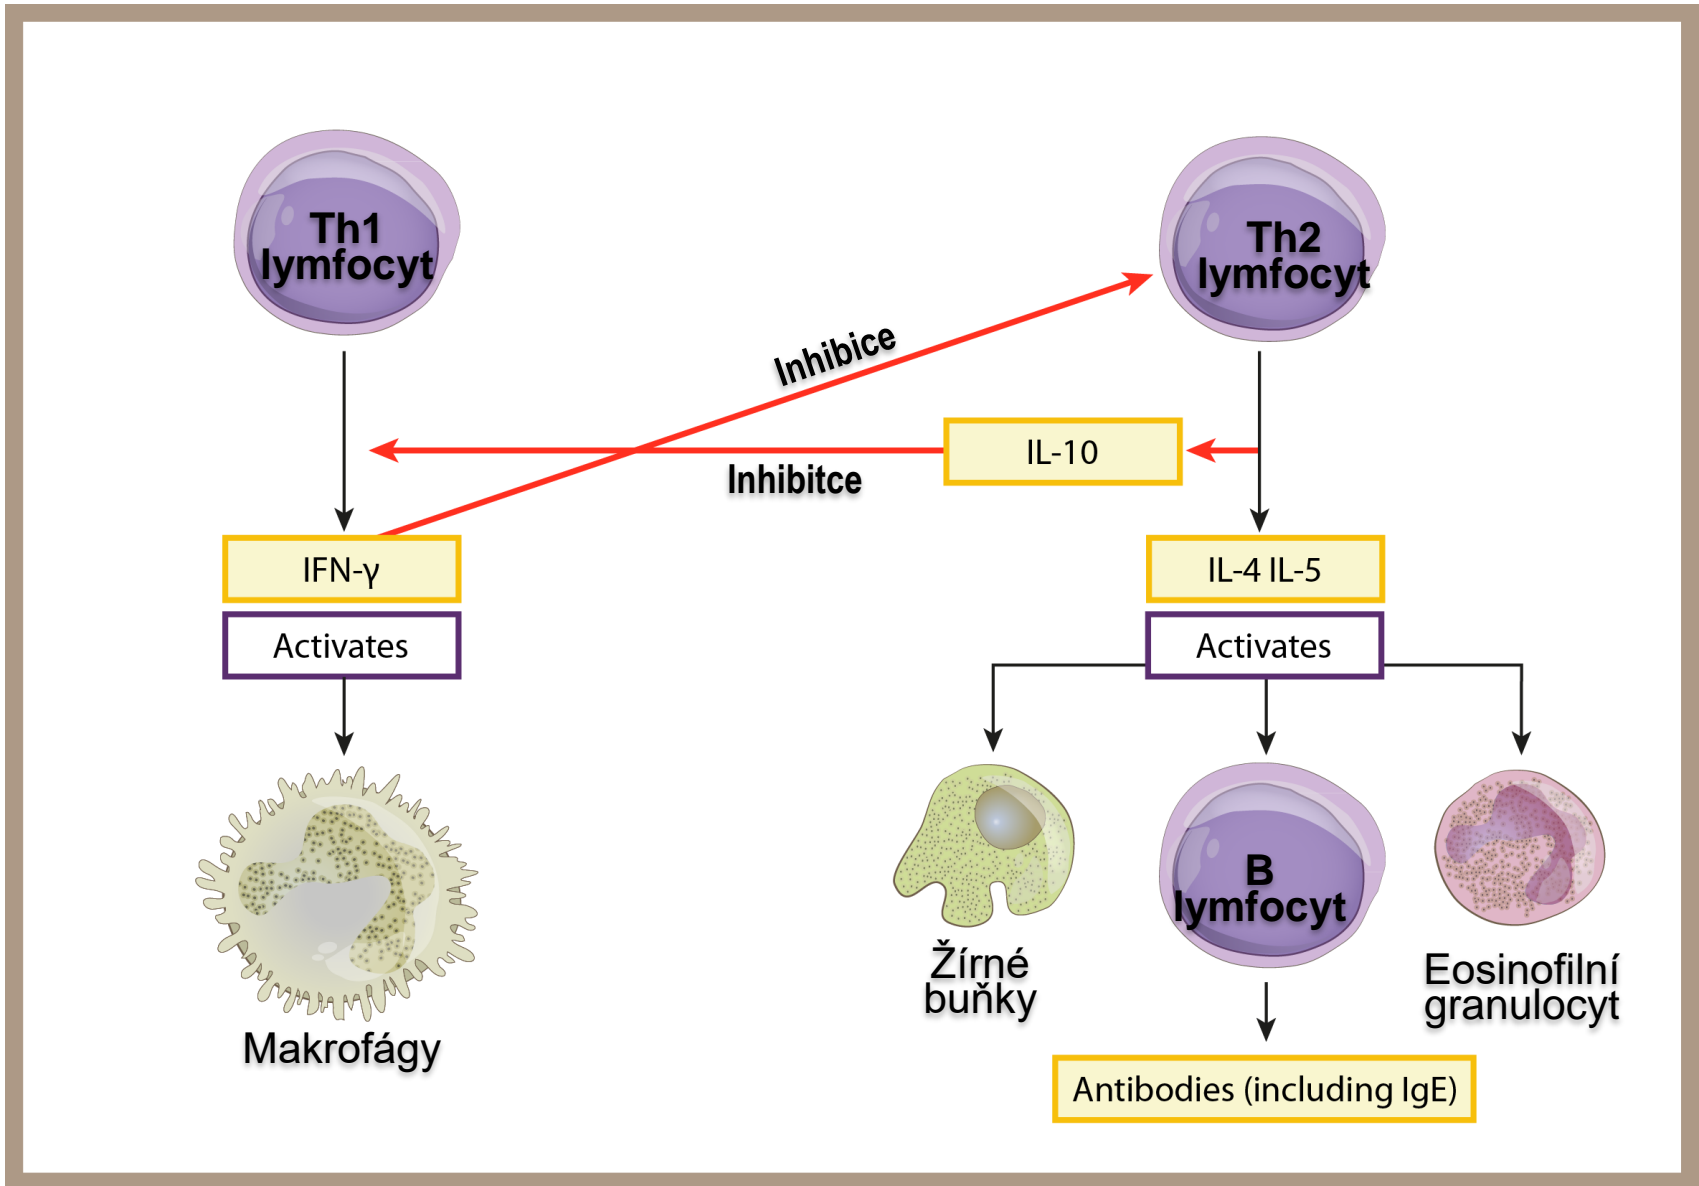 Th1
lymfocyt
Th2
lymfocyt
Inhibice
IL-10
Inhibitce
IFN-γ
IL-4 IL-5
Activates
Activates
B
lymfocyt
Žírné
buňky
Eosinofilní
granulocyt
Makrofágy
Antibodies (including IgE)